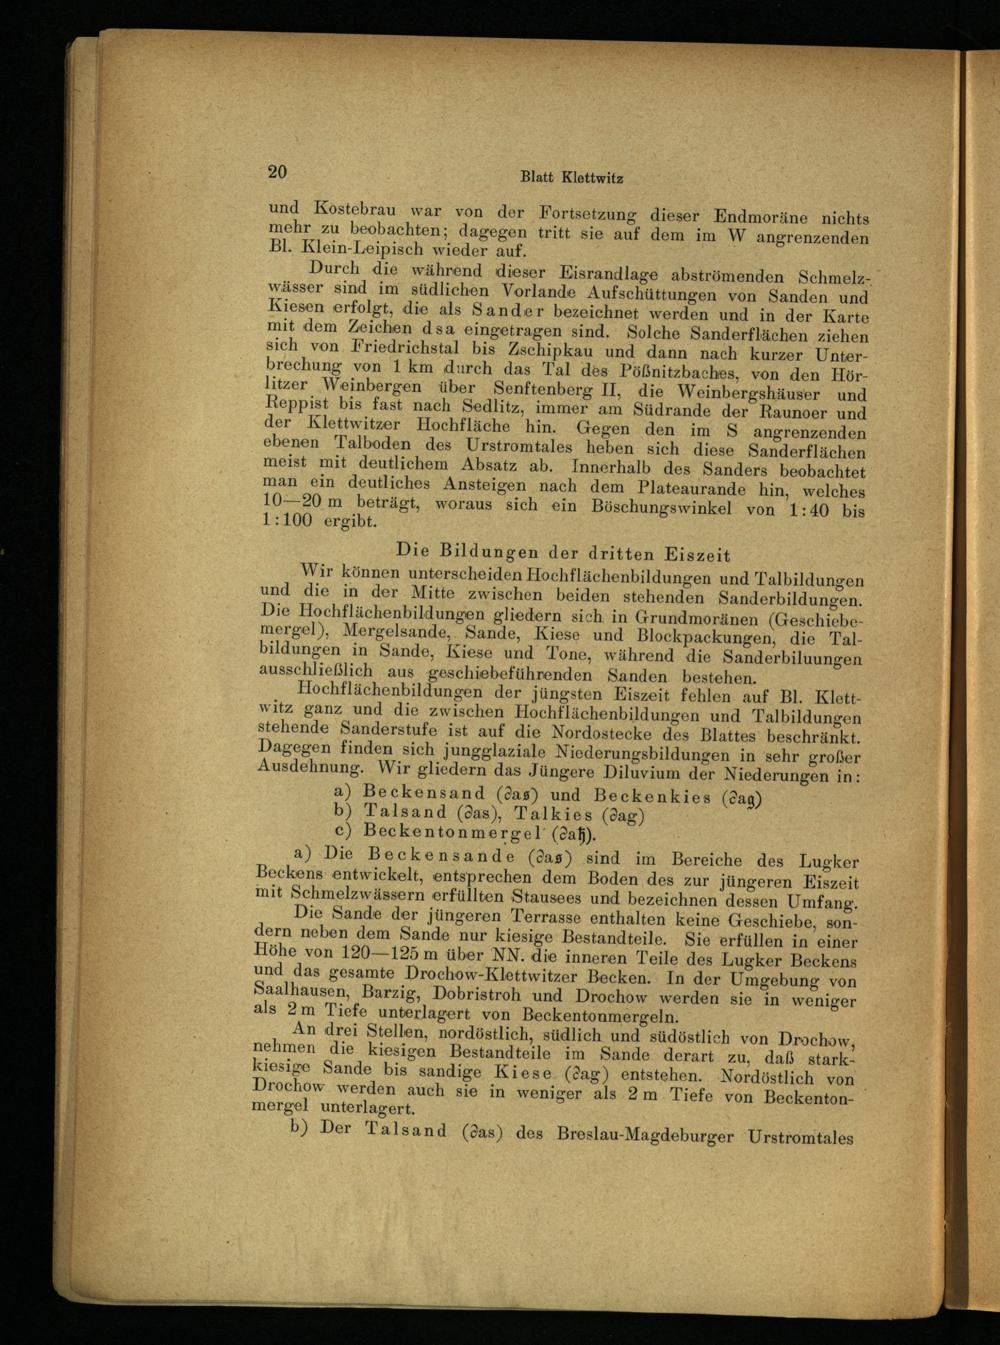 20
Blatt Klettwitz
und Kostebrau war von der Fortsetzung dieser Endmoräne nichts
mehr zu beobachten; dagegen tritt sie auf dem im W angrenzenden
Bl. Klein-Leipisch wieder auf.
Durch die während dieser Eisrandlage abströmenden Schmelz-
wässer sind im südlichen Vorlande Aufschüttungen von Sanden und
Kiesen erfolgt, die als Sander bezeichnet werden und in der Karte
mit dem Zeichen dsa eingetragen sind. Solche Sanderflächen ziehen
sich von Friedrichstal bis Zschipkau und dann nach kurzer Unter-
brechung von 1 km durch das Tal des Pößnitzbaches, von den Hör-
litzer Weinbergen über Senftenberg II, die Weinbergshäuser und
Reppist bis fast nach Sedlitz, immer am Südrande der Raunoer und
der Klettwitzer Hochfläche hin. Gegen den im S angrenzenden
ebenen Talboden des Urstromtales heben sich diese Sanderflächen
meist mit deutlichem Absatz ab. Innerhalb des Sanders beobachtet
man ein deutliches Ansteigen nach dem Plateaurande hin, welches
10—20 m beträgt, woraus sich ein Böschungswinkel von 1:40 bis
1:100 ergibt.
Die Bildungen der dritten Eiszeit
Wir können unterscheiden Hochflächenbildungen und Talbildungen
und die in der Mitte zwischen beiden stehenden Sanderbildungen.
Die Hochflächenbildungen gliedern sich in Grundmoränen (Geschiebe-
mergel), Mergelsande, Sande, Kiese und Blockpackungen, die Tal-
bildungen in Sande, Kiese und Tone, während die Sanderbiluungen
ausschließlich aus geschiebeführenden Sanden bestehen.
Hochflächenbildungen der jüngsten Eiszeit fehlen auf Bl. Klett-
witz ganz und die zwischen Hochflächenbildungen und Talbildungen
stehende Sanderstufe ist auf die Nordostecke des Blattes beschränkt.
Dagegen finden sich jungglaziale Niederungsbildungen in sehr großer
Ausdehnung. Wir gliedern das Jüngere Diluvium der Niederungen in:
a) Beckensand (∂aꞩ) und Beckenkies (∂ag)
b) Talsand (∂as), Talkies (∂ag)
c) Beckentonmergel (∂ah).
a) Die Beckensande (∂aꞩ) sind im Bereiche des Lugker
Beckens entwickelt, entsprechen dem Boden des zur jüngeren Eiszeit
mit Schmelzwässern erfüllten Stausees und bezeichnen dessen Umfang.
Die Sande der jüngeren Terrasse enthalten keine Geschiebe, son-
dern neben dem Sande nur kiesige Bestandteile. Sie erfüllen in einer
Höhe von 120—125 m über NN. die inneren Teile des Lugker Beckens
und das gesamte Drochow-Klettwitzer Becken. In der Umgebung von
Saalhausen, Barzig, Dobristroh und Drochow werden sie in weniger
als 2 m Tiefe unterlagert von Beckentonmergeln.
An drei Stellen, nordöstlich, südlich und südöstlich von Drochow,
nehmen die kiesigen Bestandteile im Sande derart zu, daß stark-
kiesige Sande bis sandige Kiese (∂ag) entstehen. Nordöstlich von
Drochow werden auch sie in weniger als 2 m Tiefe von Beckenton-
mergel unterlagert.
b) Der Talsand (∂as) des Breslau-Magdeburger Urstromtales